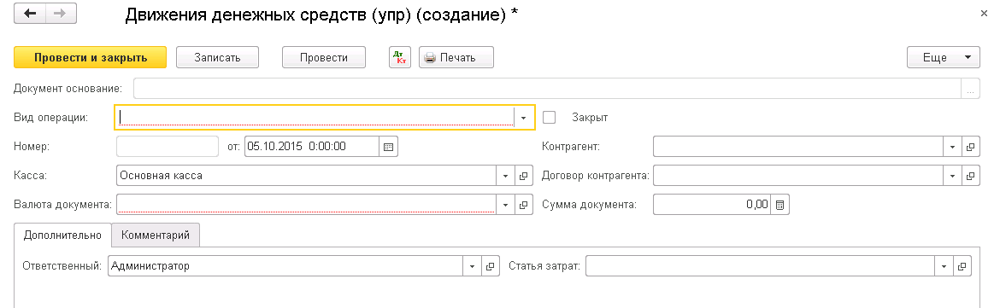 Движения денежных средств (упр) (создание) *
Провести и закрыть Записать Провести Дт Кт Печать Еще
Документ основание: ...
Вид операции: Закрыт
Номер: от: 05.10.2015 0:00:00 Контрагент:
Касса: Основная касса Договор контрагента:
Валюта документа: Сумма документа: 0,00
Дополнительно Комментарий
Ответственный: Администратор Статья затрат: